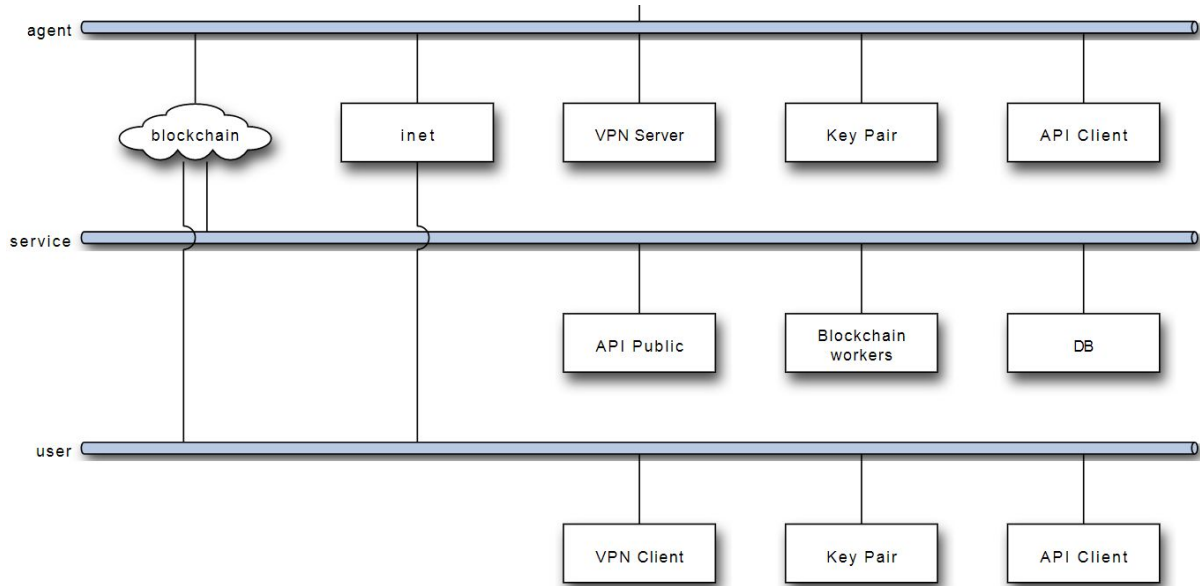 agent
blockchain
inet
VPN Server
Key Pair
API Client
service
API Public
Blockchain
workers
DB
user
VPN Client
Key Pair
API Client